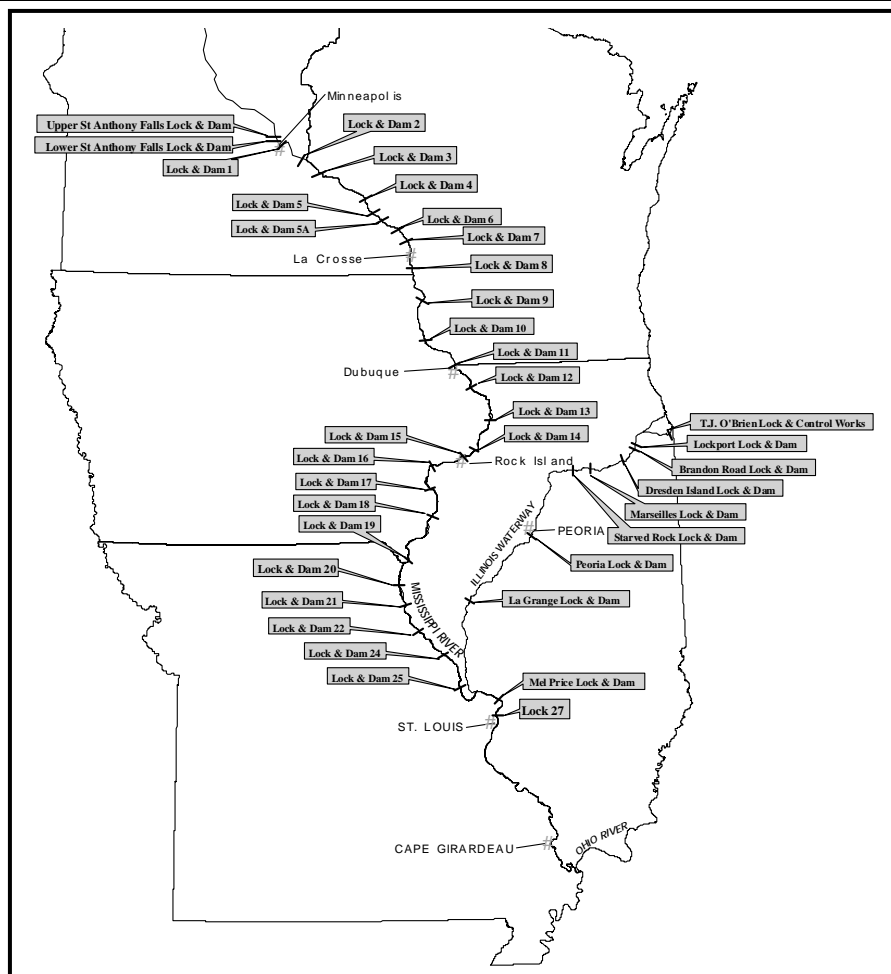 Minneapolis
Upper St Anthony Falls Lock & Dam
Lock & Dam 2
Lower St Anthony Falls Lock & Dam
Lock & Dam 3
Lock & Dam 1
Lock & Dam 4
Lock & Dam 5
Lock & Dam 6
Lock & Dam 5A
Lock & Dam 7
La Crosse
#
Lock & Dam 8
Lock & Dam 9
Lock & Dam 10
Lock & Dam 11
Dubuque
#
Lock & Dam 12
Lock & Dam 13
T.J. O'Brien Lock & Control Works
Lock & Dam 15
Lock & Dam 14
Lockport Lock & Dam
Lock & Dam 16
#
Rock Island
Brandon Road Lock & Dam
Lock & Dam 17
Dresden Island Lock & Dam
Lock & Dam 18
Marseilles Lock & Dam
Lock & Dam 19
ILLINOIS WATERWAY
#
PEORIA
Starved Rock Lock & Dam
Lock & Dam 20
Peoria Lock & Dam
Lock & Dam 21
MISSISSIPPI RIVER
La Grange Lock & Dam
Lock & Dam 22
Lock & Dam 24
Lock & Dam 25
Mel Price Lock & Dam
Lock 27
ST. LOUIS
#
CAPE GIRARDEAU
#
OHIO RIVER
#